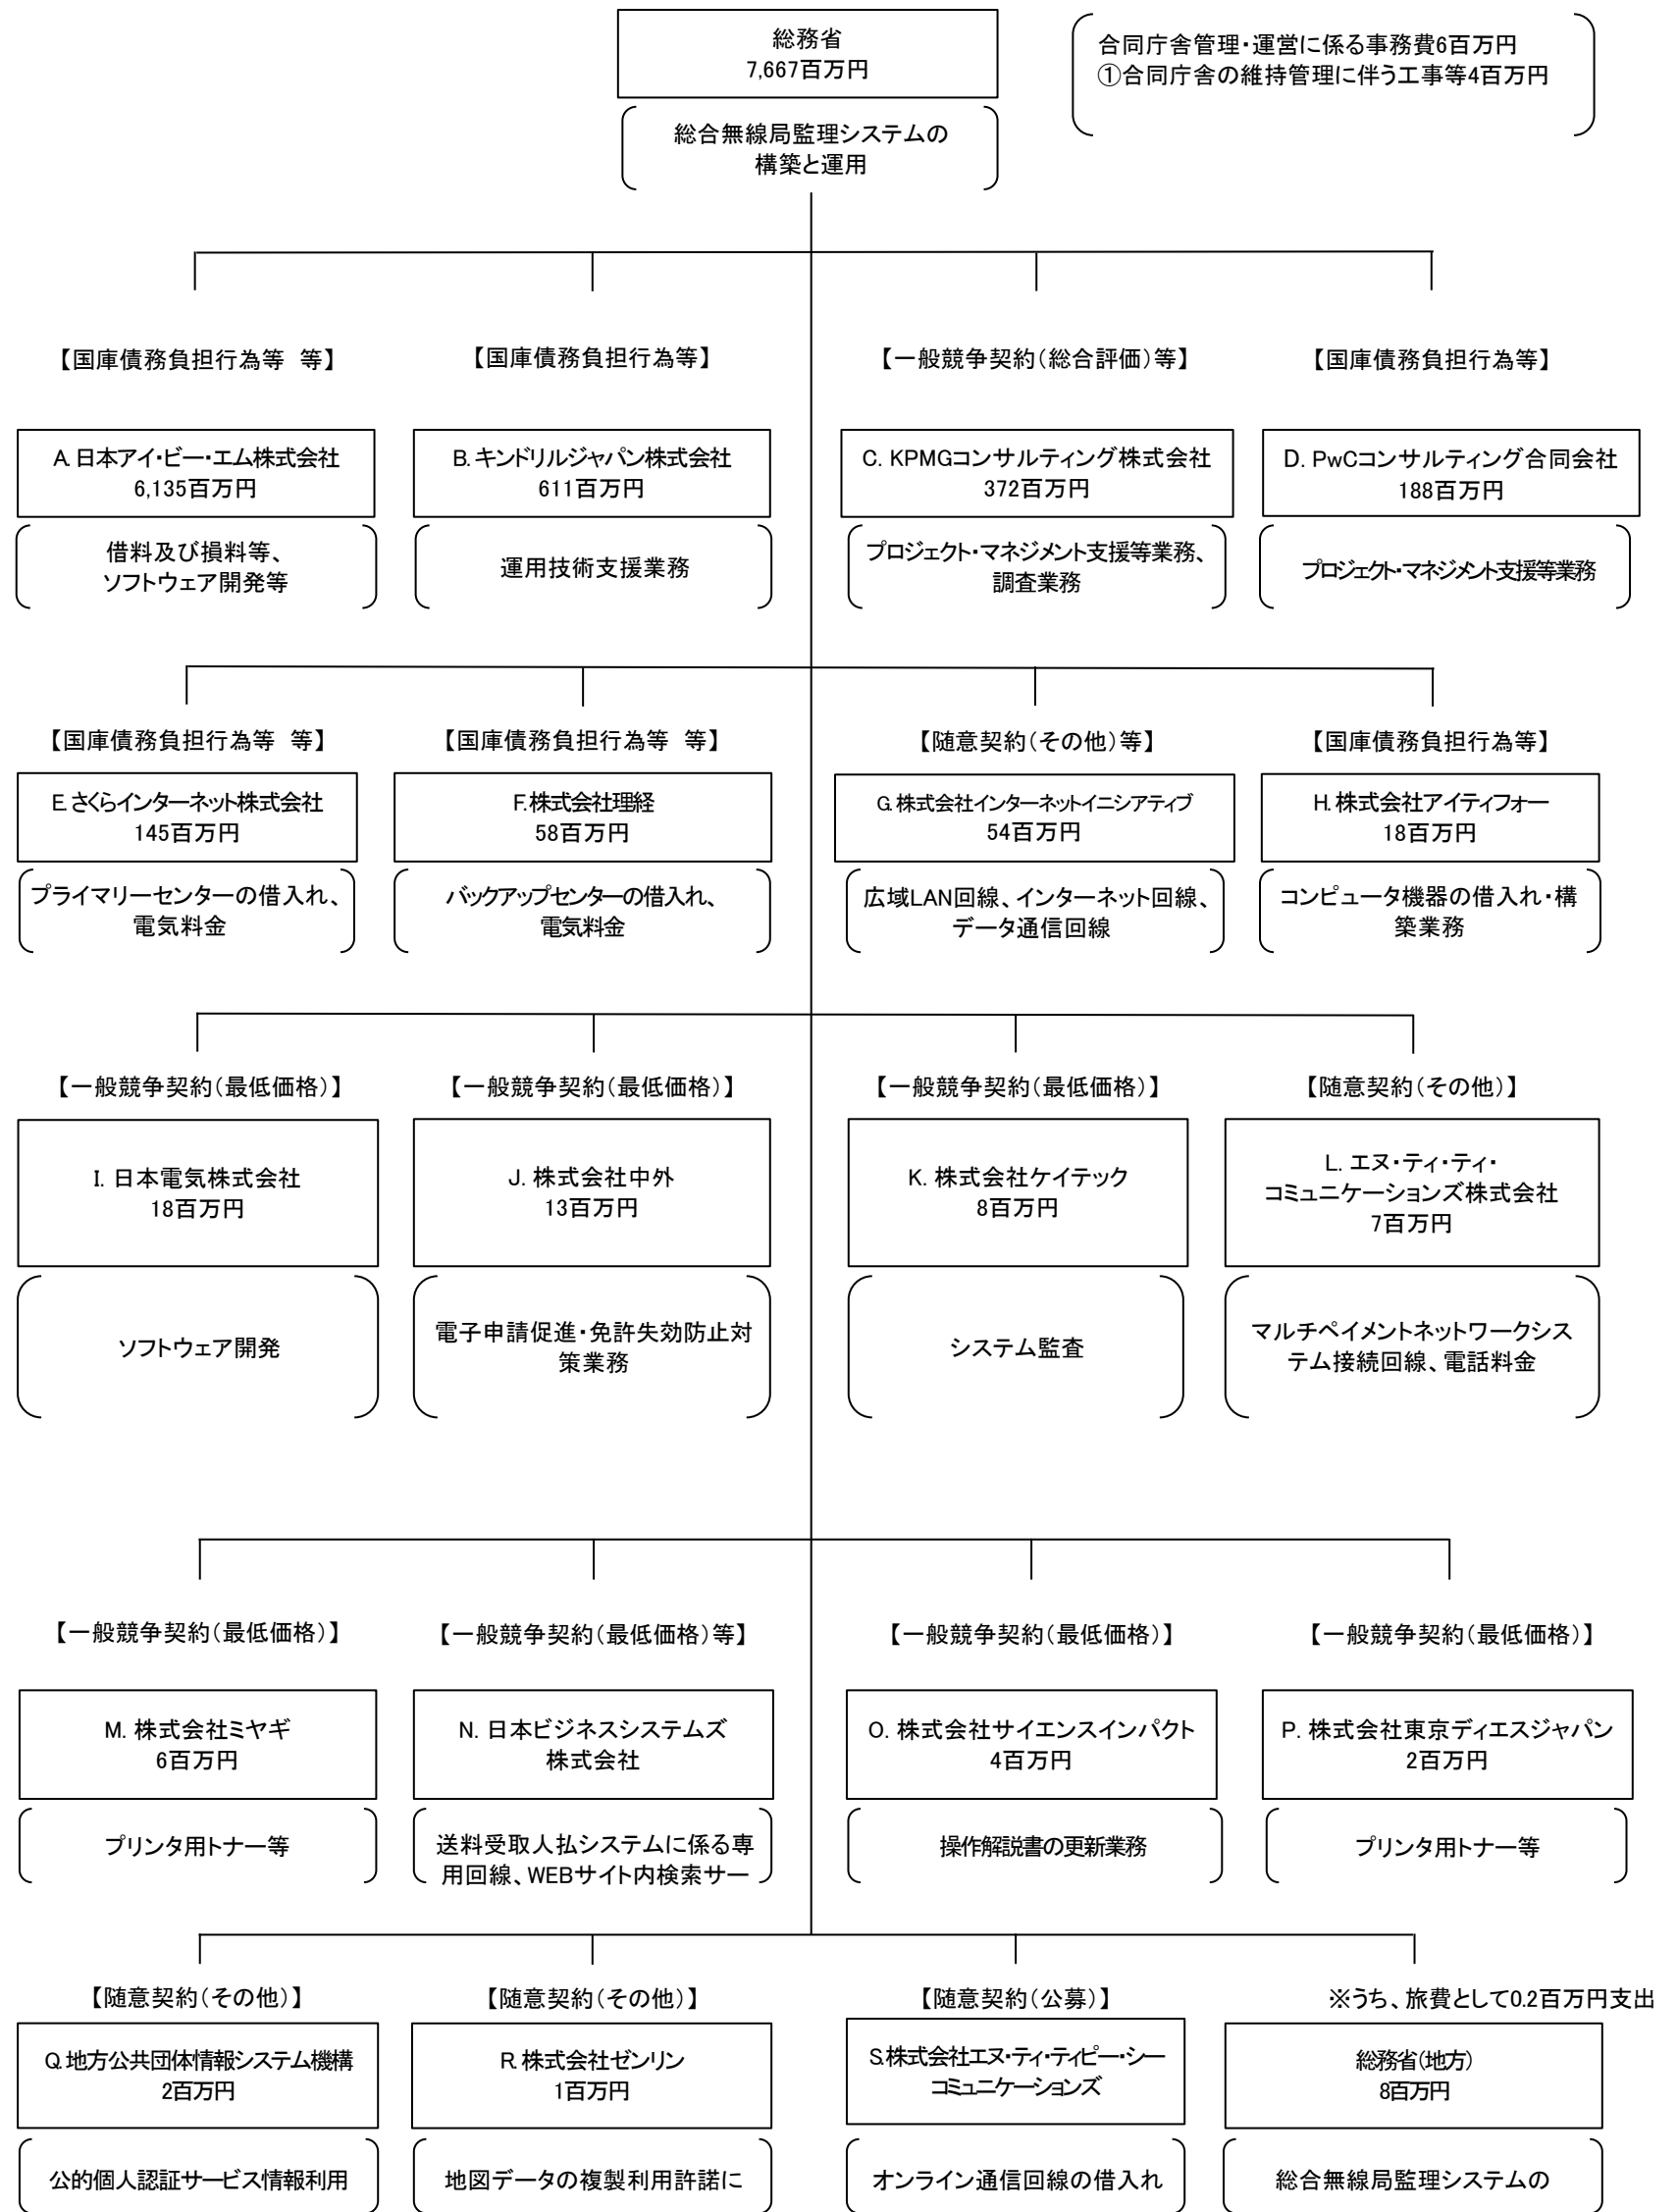 総務省
7,667百万円
合同庁舎管理・運営に係る事務費6百万円
①合同庁舎の維持管理に伴う工事等4百万円
総合無線局監理システムの
構築と運用
【国庫債務負担行為等　等】
【国庫債務負担行為等】
【一般競争契約(総合評価)等】
【国庫債務負担行為等】
A. 日本アイ・ビー・エム株式会社
6,135百万円
B. キンドリルジャパン株式会社
611百万円
C. KPMGコンサルティング株式会社
372百万円
D. PwCコンサルティング合同会社
188百万円
借料及び損料等、
ソフトウェア開発等
運用技術支援業務
プロジェクト・マネジメント支援等業務、
調査業務
プロジェクト・マネジメント支援等業務
【国庫債務負担行為等　等】
【国庫債務負担行為等　等】
【随意契約(その他)等】
【国庫債務負担行為等】
E. さくらインターネット株式会社
145百万円
F. 株式会社理経
58百万円
G. 株式会社インターネットイニシアティブ
54百万円
H. 株式会社アイティフォー
18百万円
プライマリーセンターの借入れ、
電気料金
バックアップセンターの借入れ、
電気料金
広域LAN回線、インターネット回線、
データ通信回線
コンピュータ機器の借入れ・構
築業務
【一般競争契約(最低価格)】
【一般競争契約(最低価格)】
【一般競争契約(最低価格)】
【随意契約(その他)】
I. 日本電気株式会社
18百万円
J. 株式会社中外
13百万円
K. 株式会社ケイテック
8百万円
L. エヌ・ティ・ティ・
コミュニケーションズ株式会社
7百万円
ソフトウェア開発
電子申請促進・免許失効防止対
策業務
システム監査
マルチペイメントネットワークシス
テム接続回線、電話料金
【一般競争契約(最低価格)】
【一般競争契約(最低価格)等】
【一般競争契約(最低価格)】
【一般競争契約(最低価格)】
M. 株式会社ミヤギ
6百万円
N. 日本ビジネスシステムズ
株式会社
O. 株式会社サイエンスインパクト
4百万円
P. 株式会社東京ディエスジャパン
2百万円
プリンタ用トナー等
送料受取人払システムに係る専
用回線、WEBサイト内検索サー
操作解説書の更新業務
プリンタ用トナー等
【随意契約(その他)】
【随意契約(その他)】
【随意契約(公募)】
※うち、旅費として0.2百万円支出
Q. 地方公共団体情報システム機構
2百万円
R. 株式会社ゼンリン
1百万円
S. 株式会社エヌ・ティ・ティピー・シー
コミュニケーションズ
総務省(地方)
8百万円
公的個人認証サービス情報利用
地図データの複製利用許諾に
オンライン通信回線の借入れ
総合無線局監理システムの